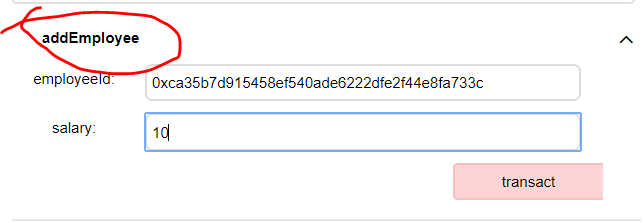 addEmployee
employeeId: 0xca35b7d915458ef540ade6222dfe2f44e8fa733c
salary: 10
transact